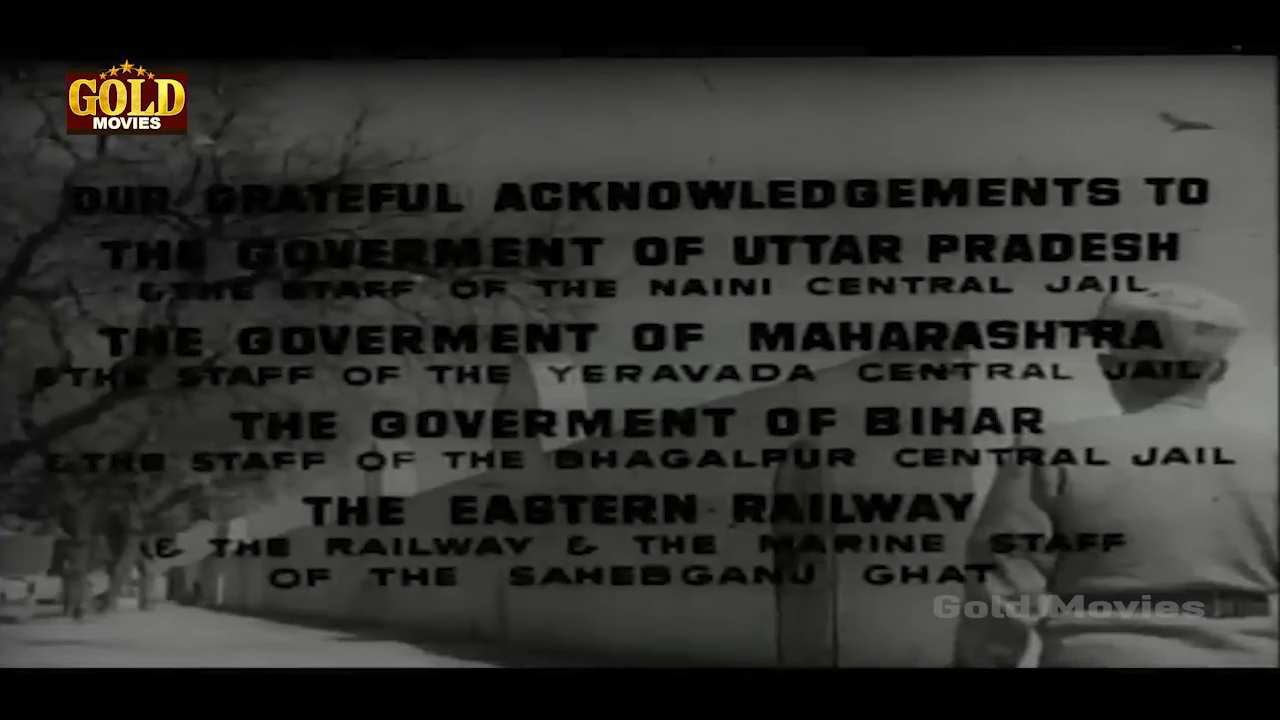 GOLD
MOVIES
OUR GRATEFUL ACKNOWLEDGEMENTS TO
THE GOVERMENT OF UTTAR PRADESH
& THE STAFF OF THE NAINI CENTRAL JAIL
THE GOVERMENT OF MAHARASHTRA
& THE STAFF OF THE YERAVADA CENTRAL JAIL
THE GOVERMENT OF BIHAR
& THE STAFF OF THE BHAGALPUR CENTRAL JAIL
THE EASTERN RAILWAY
& THE RAILWAY & THE MARINE STAFF
OF THE SAHEBGANJ GHAT
Gold Movies